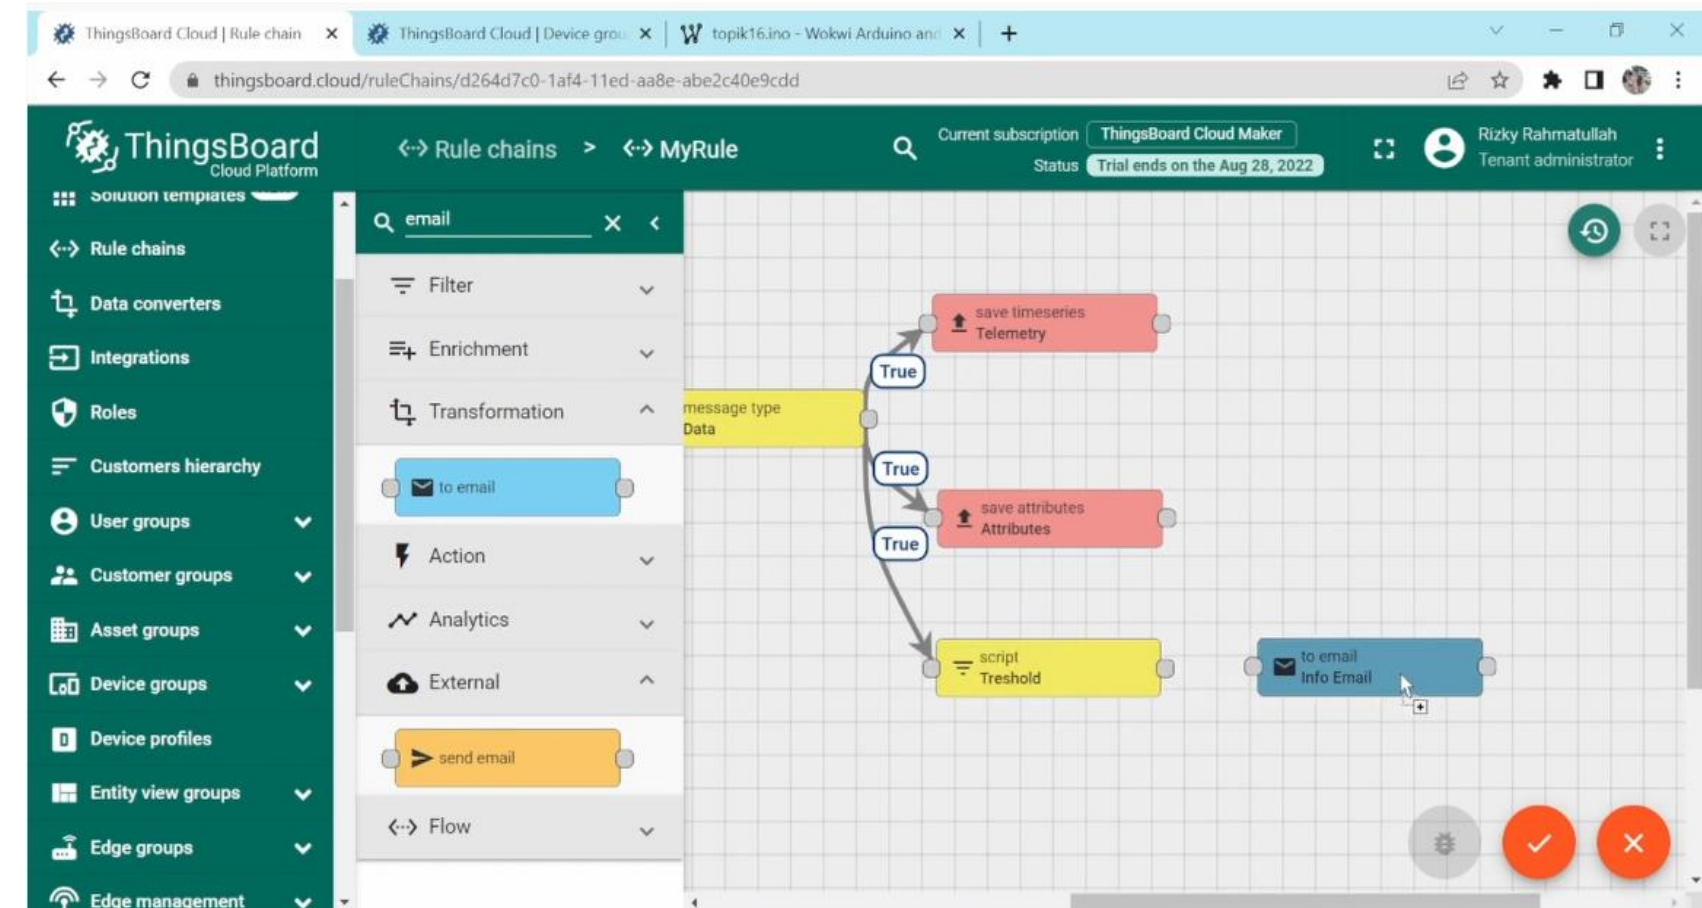 ThingsBoard Cloud | Rule chain
ThingsBoard Cloud | Device grou
topik16.ino - Wokwi Arduino and
thingsboard.cloud/ruleChains/d264d7c0-1af4-11ed-aa8e-abe2c40e9cdd
ThingsBoard
Cloud Platform
Rule chains > MyRule
Current subscription ThingsBoard Cloud Maker
Status Trial ends on the Aug 28, 2022
Rizky Rahmatullah
Tenant administrator
Solution templates
Rule chains
Data converters
Integrations
Roles
Customers hierarchy
User groups
Customer groups
Asset groups
Device groups
Device profiles
Entity view groups
Edge groups
Edge management
email
Filter
Enrichment
Transformation
to email
Action
Analytics
External
send email
Flow
message type
Data
True
True
True
save timeseries
Telemetry
save attributes
Attributes
script
Treshold
to email
Info Email